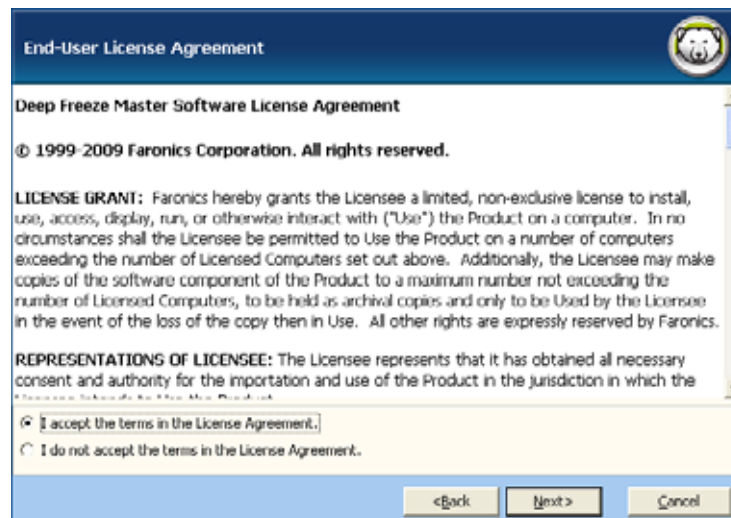 End-User License Agreement
Deep Freeze Master Software License Agreement
© 1999-2009 Faronics Corporation. All rights reserved.
LICENSE GRANT: Faronics hereby grants the Licensee a limited, non-exclusive license to install,
use, access, display, run, or otherwise interact with ("Use") the Product on a computer. In no
circumstances shall the Licensee be permitted to Use the Product on a number of computers
exceeding the number of Licensed Computers set out above. Additionally, the Licensee may make
copies of the software component of the Product to a maximum number not exceeding the
number of Licensed Computers, to be held as archival copies and only to be Used by the Licensee
in the event of the loss of the copy then in Use. All other rights are expressly reserved by Faronics.
REPRESENTATIONS OF LICENSEE: The Licensee represents that it has obtained all necessary
consent and authority for the importation and use of the Product in the jurisdiction in which the
I accept the terms in the License Agreement.
I do not accept the terms in the License Agreement.
<Back Next> Cancel